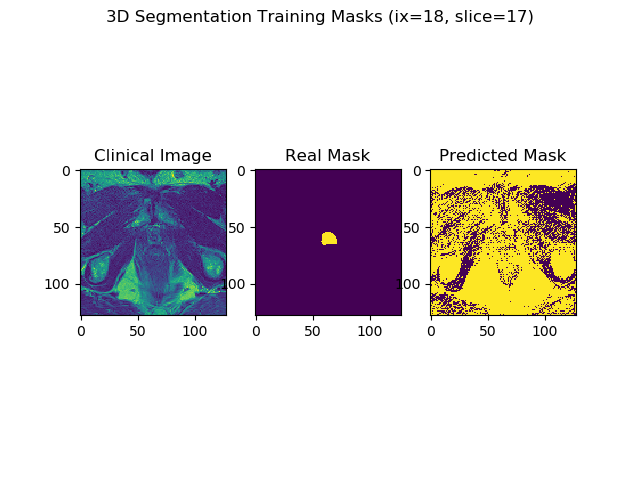 3D Segmentation Training Masks (ix=18, slice=17)
Clinical Image Real Mask Predicted Mask
0 0 0
50 50 50
100 100 100
0 50 100 0 50 100 0 50 100